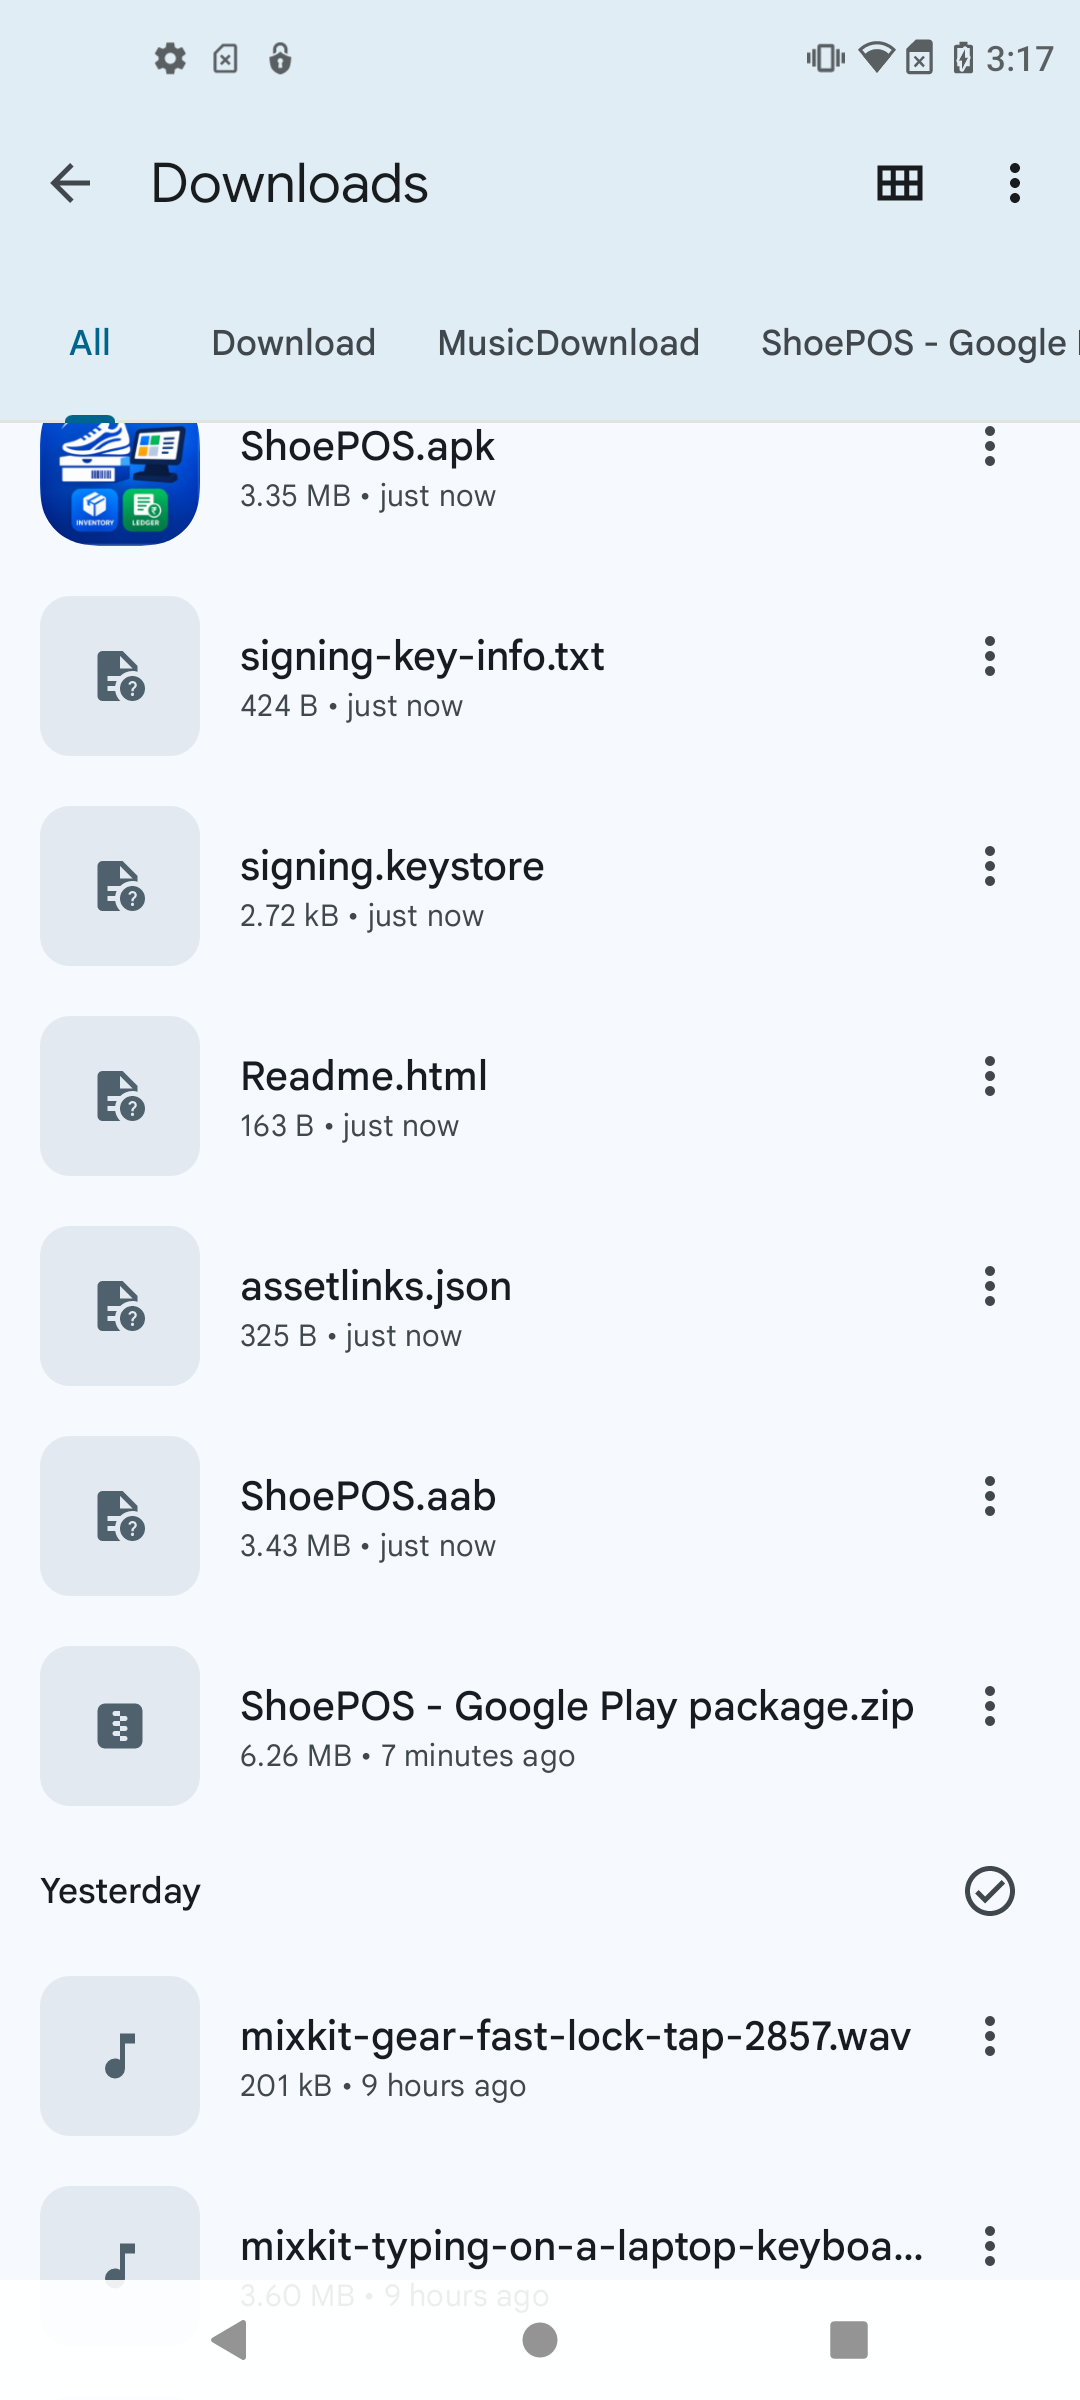 3:17
Downloads
All
Download
MusicDownload
ShoePOS - Google
INVENTORY
LEDGER
ShoePOS.apk
3.35 MB • just now
signing-key-info.txt
424 B • just now
signing.keystore
2.72 kB • just now
Readme.html
163 B • just now
assetlinks.json
325 B • just now
ShoePOS.aab
3.43 MB • just now
ShoePOS - Google Play package.zip
6.26 MB • 7 minutes ago
Yesterday
mixkit-gear-fast-lock-tap-2857.wav
201 kB • 9 hours ago
mixkit-typing-on-a-laptop-keyboa...
3.60 MB • 9 hours ago